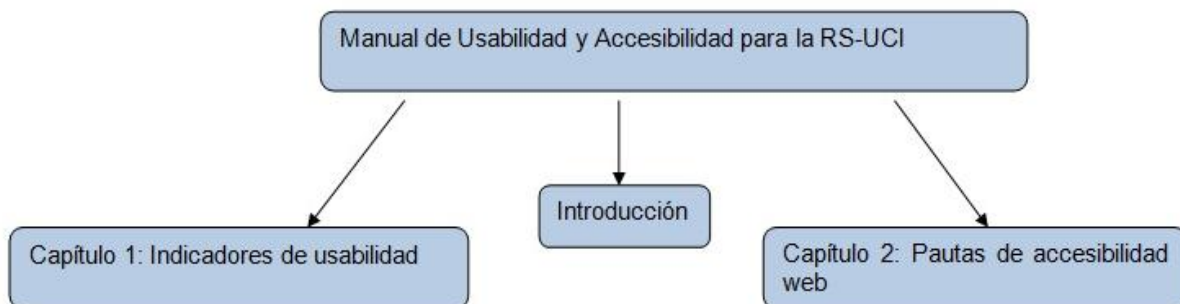 Manual de Usabilidad y Accesibilidad para la RS-UCI
Introducción
Capítulo 1: Indicadores de usabilidad
Capítulo 2: Pautas de accesibilidad
web